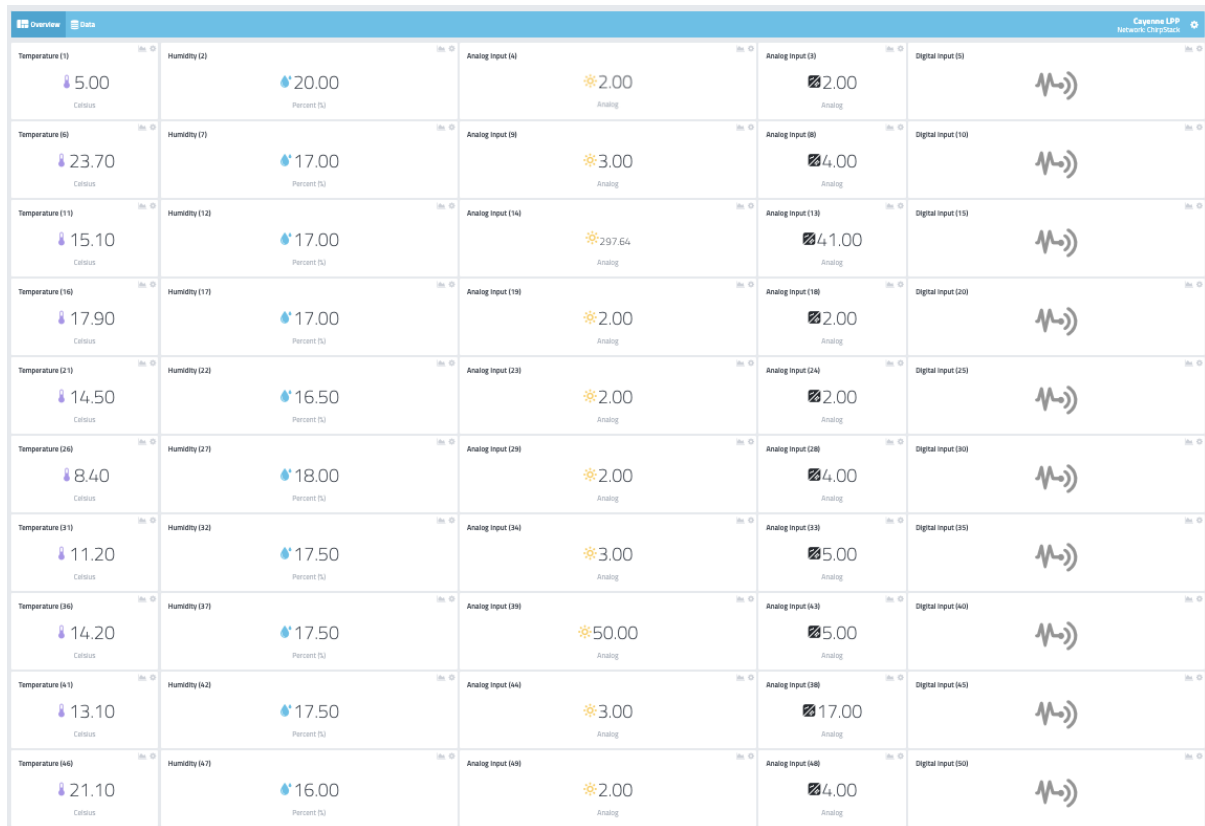 Overview Data Cayenne LPP
Network: ChirpStack
Temperature (1) Humidity (2) Analog Input (4) Analog Input (3) Digital Input (5)
5.00 20.00 2.00 2.00
Celsius Percent (%) Analog Analog
Temperature (6) Humidity (7) Analog Input (9) Analog Input (8) Digital Input (10)
23.70 17.00 3.00 4.00
Celsius Percent (%) Analog Analog
Temperature (11) Humidity (12) Analog Input (14) Analog Input (13) Digital Input (15)
15.10 17.00 297.64 41.00
Celsius Percent (%) Analog Analog
Temperature (16) Humidity (17) Analog Input (19) Analog Input (18) Digital Input (20)
17.90 17.00 2.00 2.00
Celsius Percent (%) Analog Analog
Temperature (21) Humidity (22) Analog Input (23) Analog Input (24) Digital Input (25)
14.50 16.50 2.00 2.00
Celsius Percent (%) Analog Analog
Temperature (26) Humidity (27) Analog Input (29) Analog Input (28) Digital Input (30)
8.40 18.00 2.00 4.00
Celsius Percent (%) Analog Analog
Temperature (31) Humidity (32) Analog Input (34) Analog Input (33) Digital Input (35)
11.20 17.50 3.00 5.00
Celsius Percent (%) Analog Analog
Temperature (36) Humidity (37) Analog Input (39) Analog Input (43) Digital Input (40)
14.20 17.50 50.00 5.00
Celsius Percent (%) Analog Analog
Temperature (41) Humidity (42) Analog Input (44) Analog Input (38) Digital Input (45)
13.10 17.50 3.00 17.00
Celsius Percent (%) Analog Analog
Temperature (46) Humidity (47) Analog Input (49) Analog Input (48) Digital Input (50)
21.10 16.00 2.00 4.00
Celsius Percent (%) Analog Analog